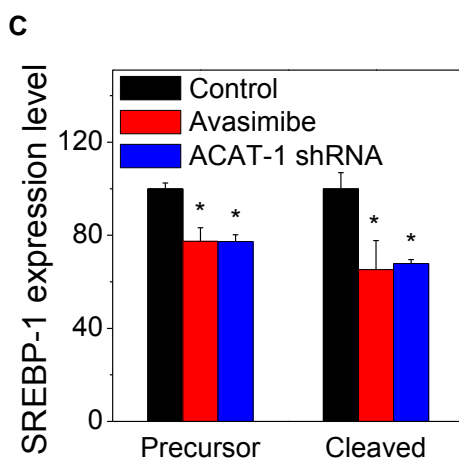 C
SREBP-1 expression level
120
80
40
0
Control
Avasimibe
ACAT-1 shRNA
* *
* *
Precursor Cleaved